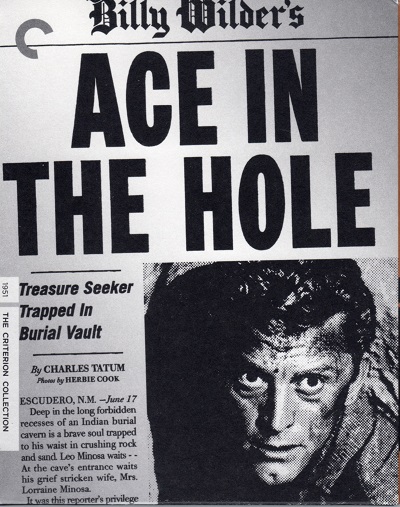 Billy Wilder's
ACE IN
THE HOLE
Treasure Seeker
Trapped In
Burial Vault
By CHARLES TATUM
Photos by HERBIE COOK
ESCUDERO, N.M. —June 17
Deep in the long forbidden
recesses of an Indian burial
cavern is a brave soul trapped
to his waist in crushing rock
and sand. Leo Minosa waits - -
At the cave's entrance waits
his grief stricken wife, Mrs.
Lorraine Minosa.
It was this reporter's privilege
1951 THE CRITERION COLLECTION